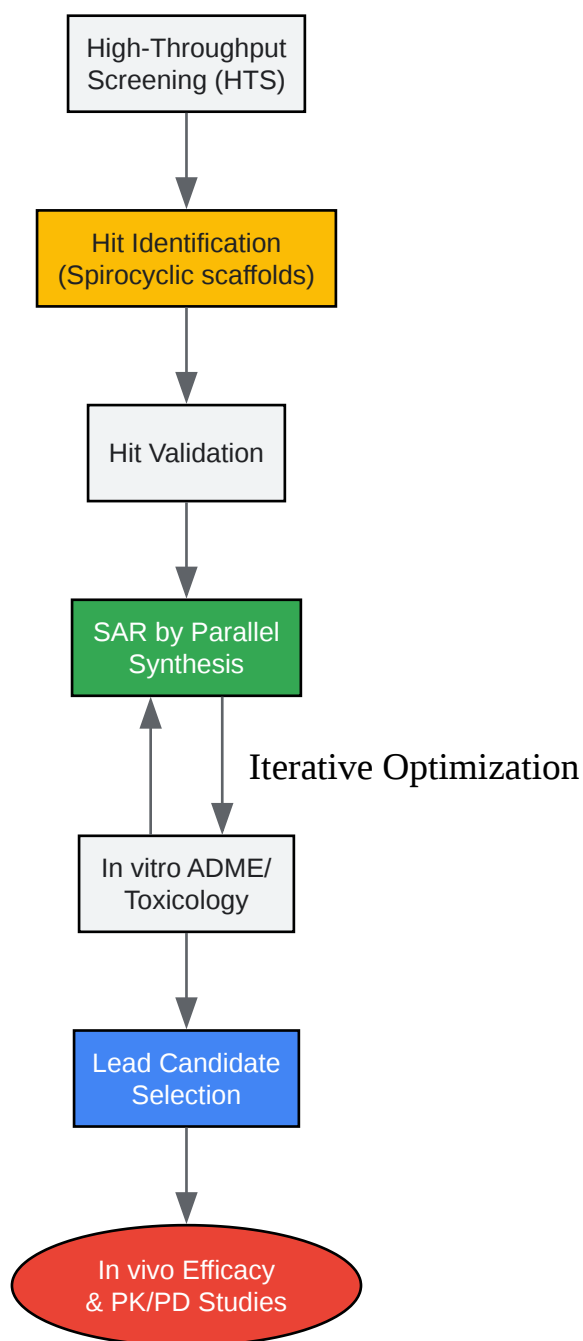 High-Throughput
Screening (HTS)
Hit Identification
(Spirocyclic scaffolds)
Hit Validation
SAR by Parallel
Synthesis
Iterative Optimization
In vitro ADME/
Toxicology
Lead Candidate
Selection
In vivo Efficacy
& PK/PD Studies